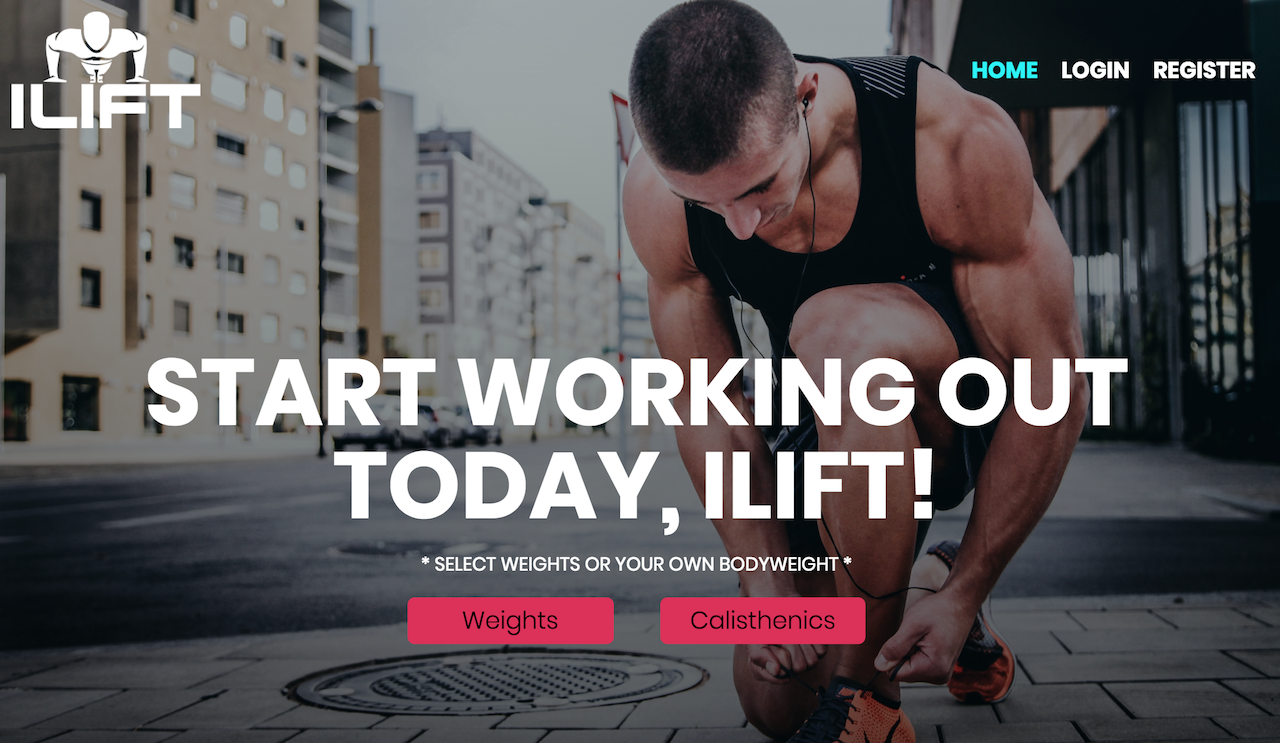 ILIFT
HOME LOGIN REGISTER
START WORKING OUT
TODAY, ILIFT!
* SELECT WEIGHTS OR YOUR OWN BODYWEIGHT *
Weights Calisthenics